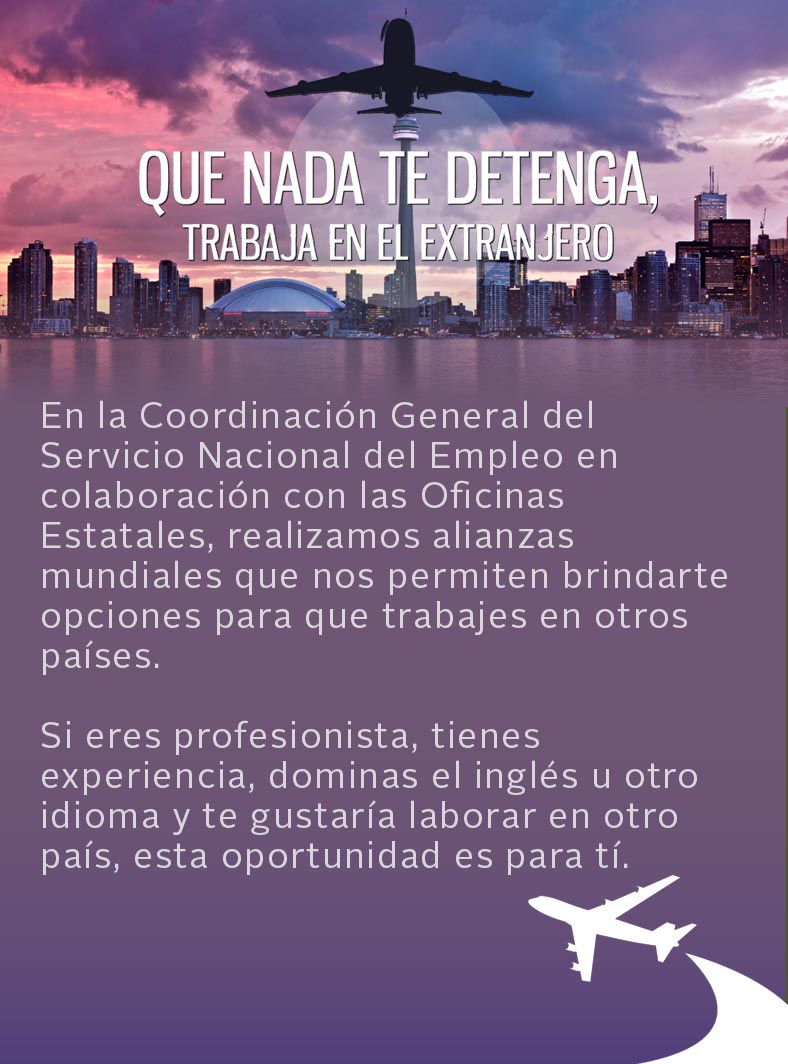 QUE NADA TE DETENGA,
TRABAJA EN EL EXTRANJERO
En la Coordinación General del
Servicio Nacional del Empleo en
colaboración con las Oficinas
Estatales, realizamos alianzas
mundiales que nos permiten brindarte
opciones para que trabajes en otros
países.
Si eres profesionista, tienes
experiencia, dominas el inglés u otro
idioma y te gustaría laborar en otro
país, esta oportunidad es para tí.